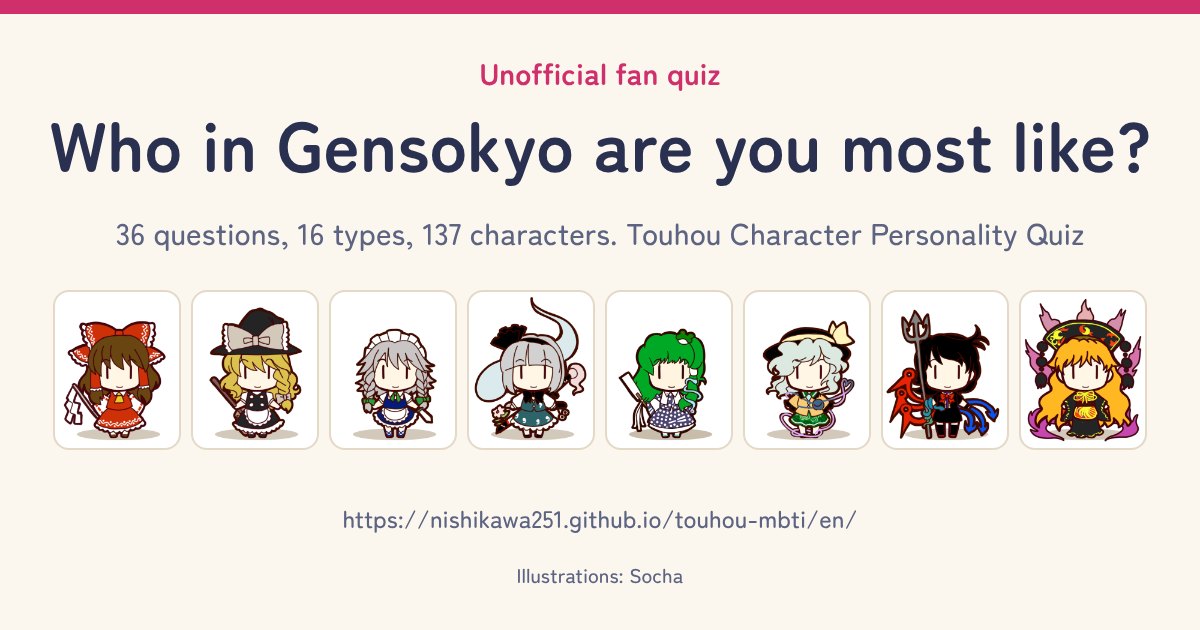 Unofficial fan quiz
Who in Gensokyo are you most like?
36 questions, 16 types, 137 characters. Touhou Character Personality Quiz
https://nishikawa251.github.io/touhou-mbti/en/
Illustrations: Socha